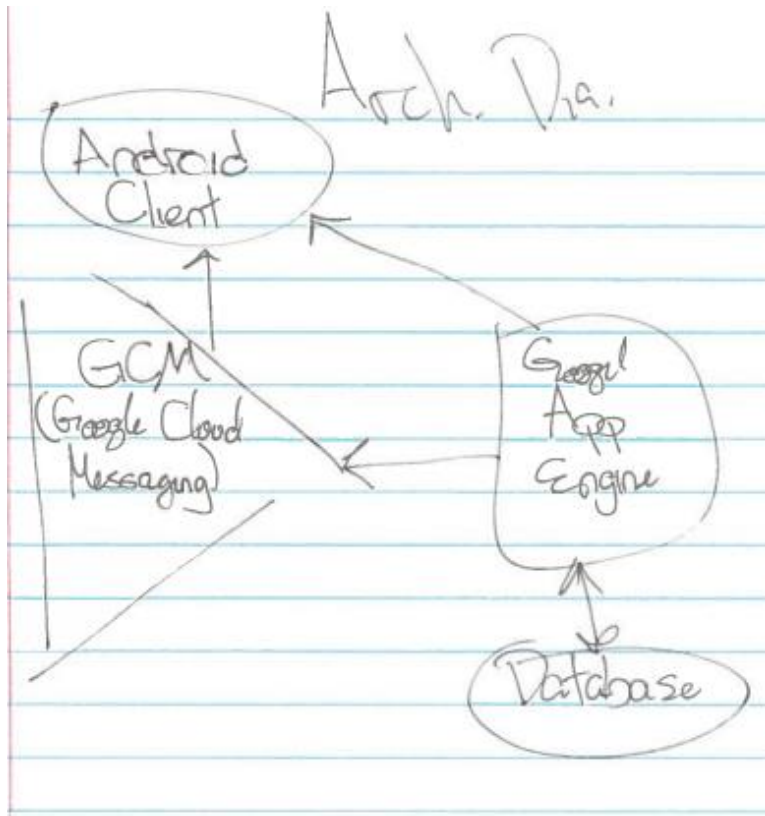 Arch. Dia.
Android
Client
GCM
(Google Cloud
Messaging)
Googl
App
Engine
Database